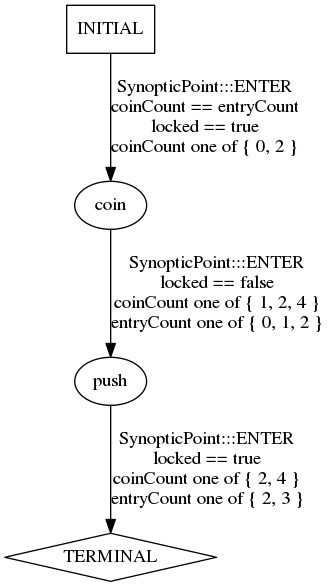 INITIAL
SynopticPoint:::ENTER
coinCount == entryCount
locked == true
coinCount one of { 0, 2 }
coin
SynopticPoint:::ENTER
locked == false
coinCount one of { 1, 2, 4 }
entryCount one of { 0, 1, 2 }
push
SynopticPoint:::ENTER
locked == true
coinCount one of { 2, 4 }
entryCount one of { 2, 3 }
TERMINAL